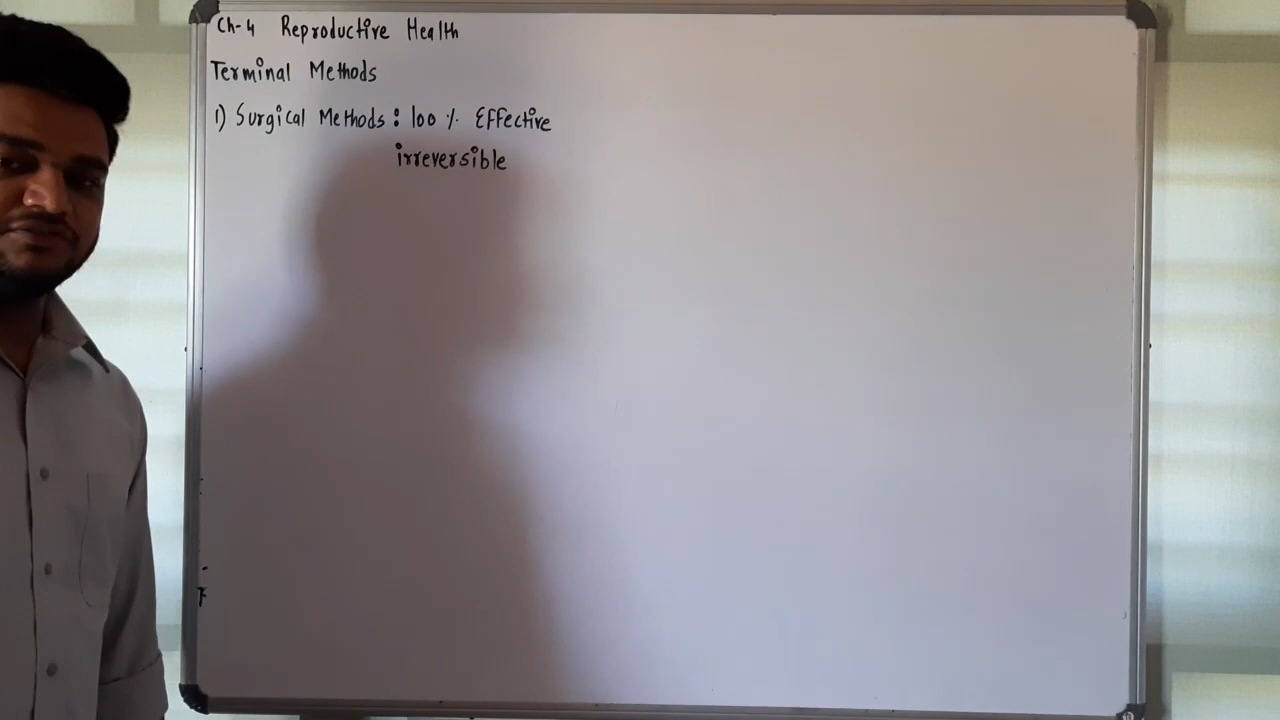 Ch-4 Reproductive Health
Terminal Methods
1) Surgical Methods : 100 % Effective
irreversible